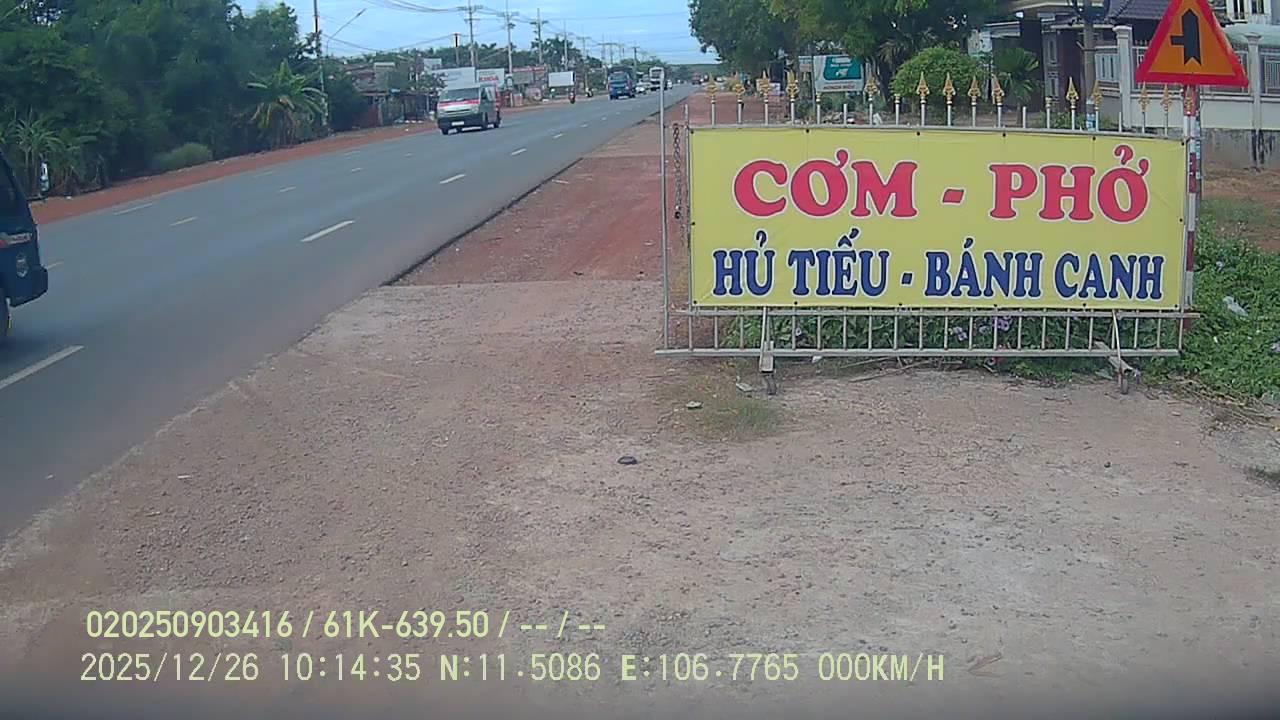 CƠM - PHỞ
HỦ TIẾU - BÁNH CANH
020250903416 / 61K-639.50 / -- / --
2025/12/26 10:14:35 N:11.5086 E:106.7765 000KM/H